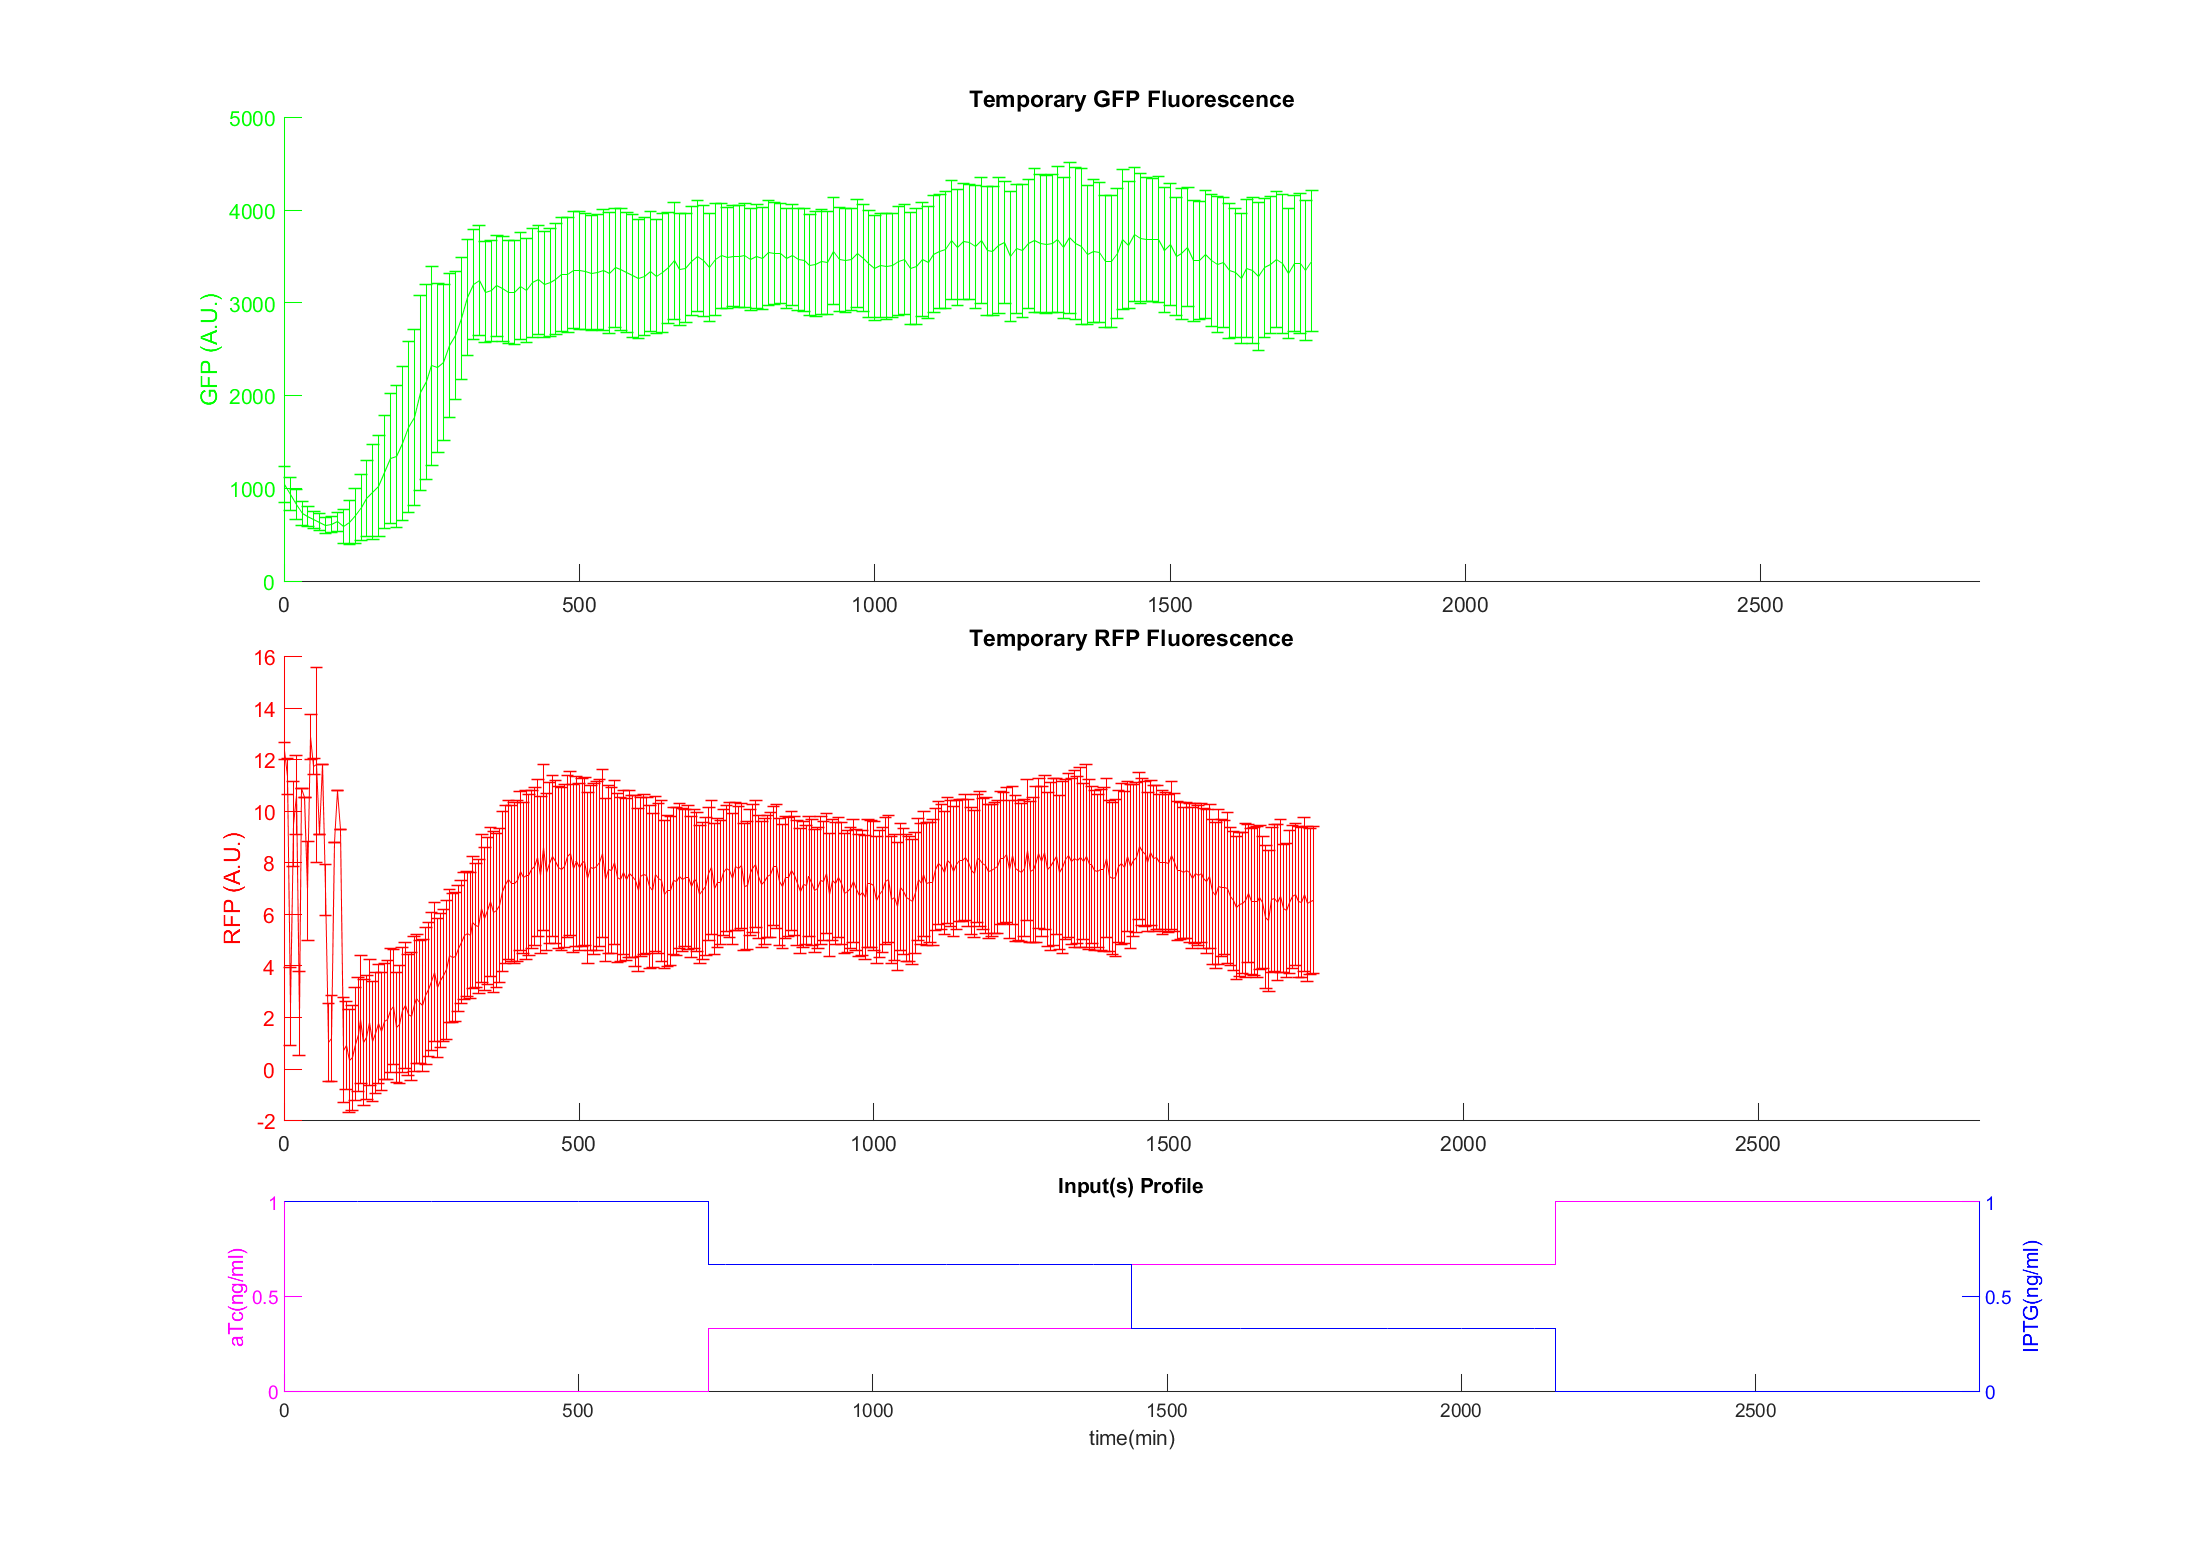 Temporary GFP Fluorescence
5000
4000
3000
2000
1000
0
GFP (A.U.)
0 500 1000 1500 2000 2500
Temporary RFP Fluorescence
16
14
12
10
8
6
4
2
0
-2
RFP (A.U.)
0 500 1000 1500 2000 2500
Input(s) Profile
1 1
0.5 0.5
0 0
aTc(ng/ml)
IPTG(ng/ml)
0 500 1000 1500 2000 2500
time(min)